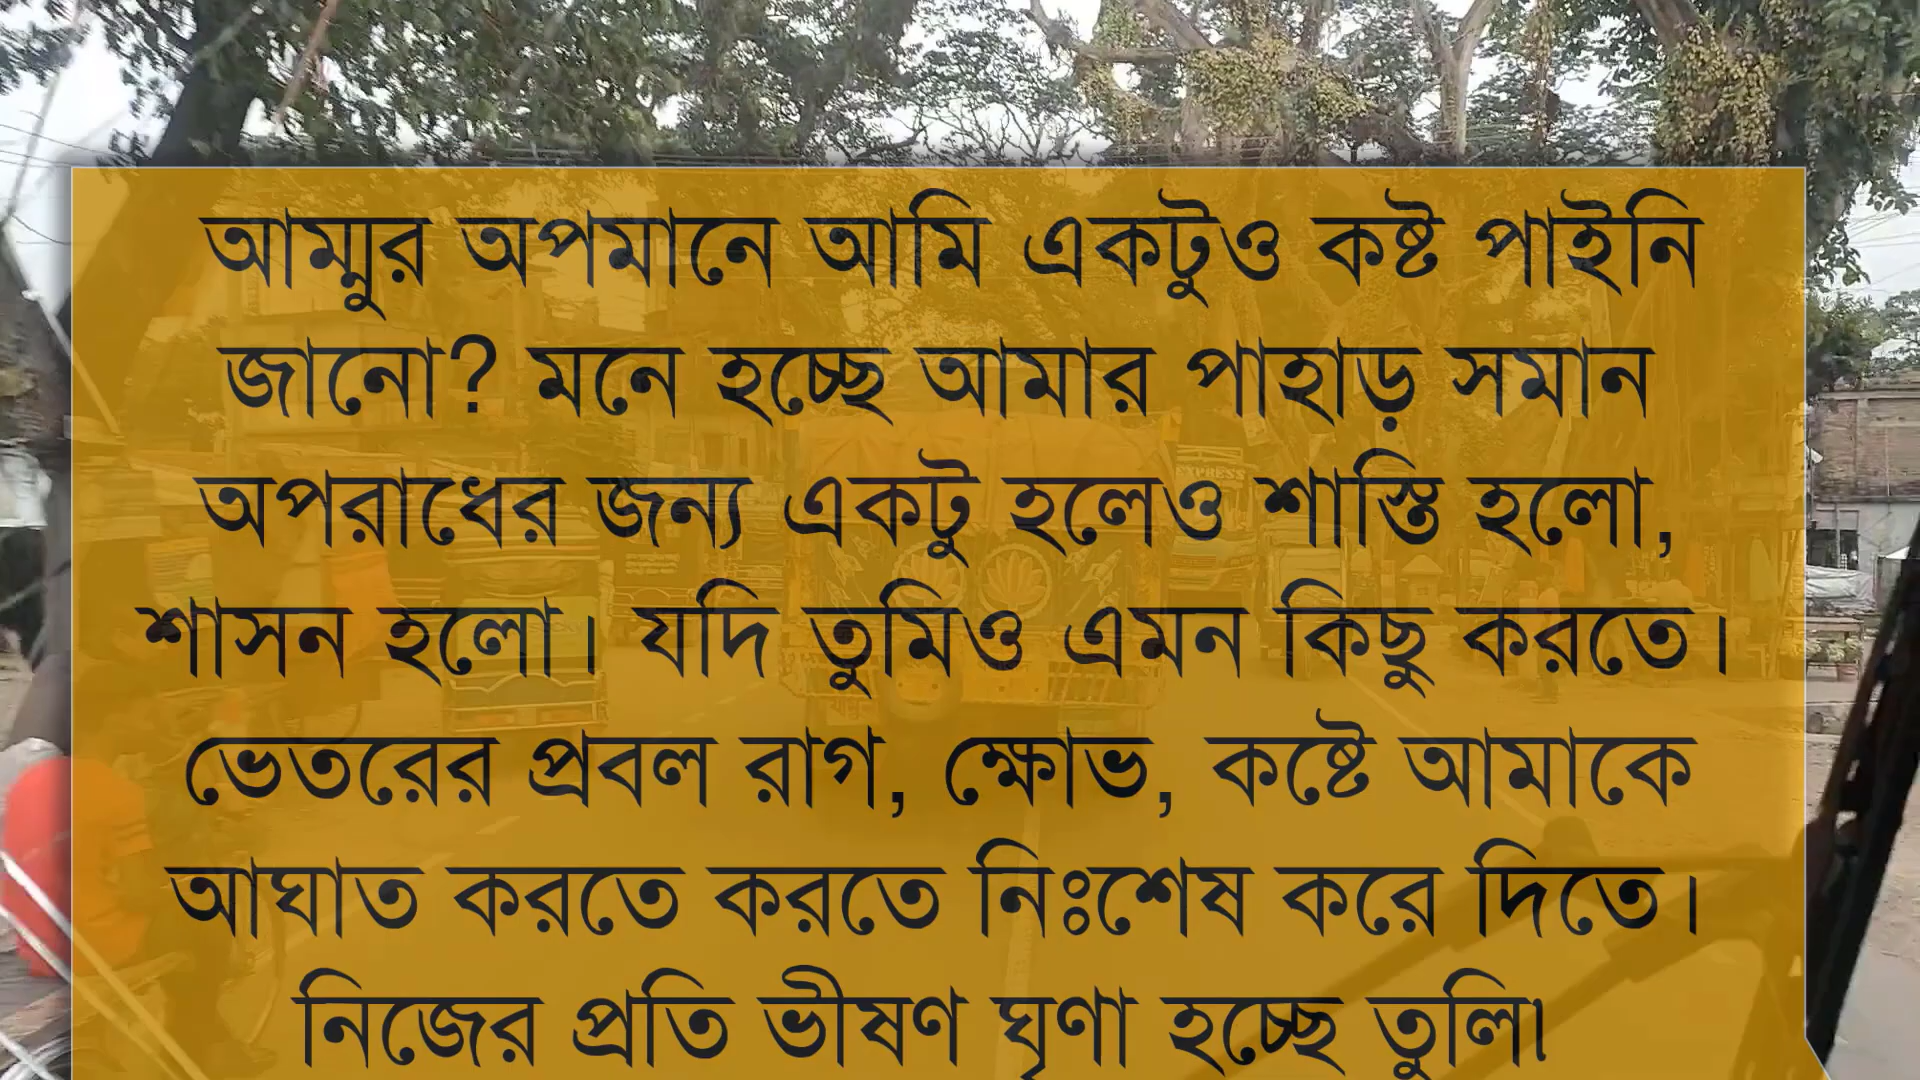 আম্মুর অপমানে আমি একটুও কষ্ট পাইনি
জানো? মনে হচ্ছে আমার পাহাড় সমান
অপরাধের জন্য একটু হলেও শাস্তি হলো,
শাসন হলো। যদি তুমিও এমন কিছু করতে।
ভেতরের প্রবল রাগ, ক্ষোভ, কষ্টে আমাকে
আঘাত করতে করতে নিঃশেষ করে দিতে।
নিজের প্রতি ভীষণ ঘৃণা হচ্ছে তুলি৷
EXPRESS